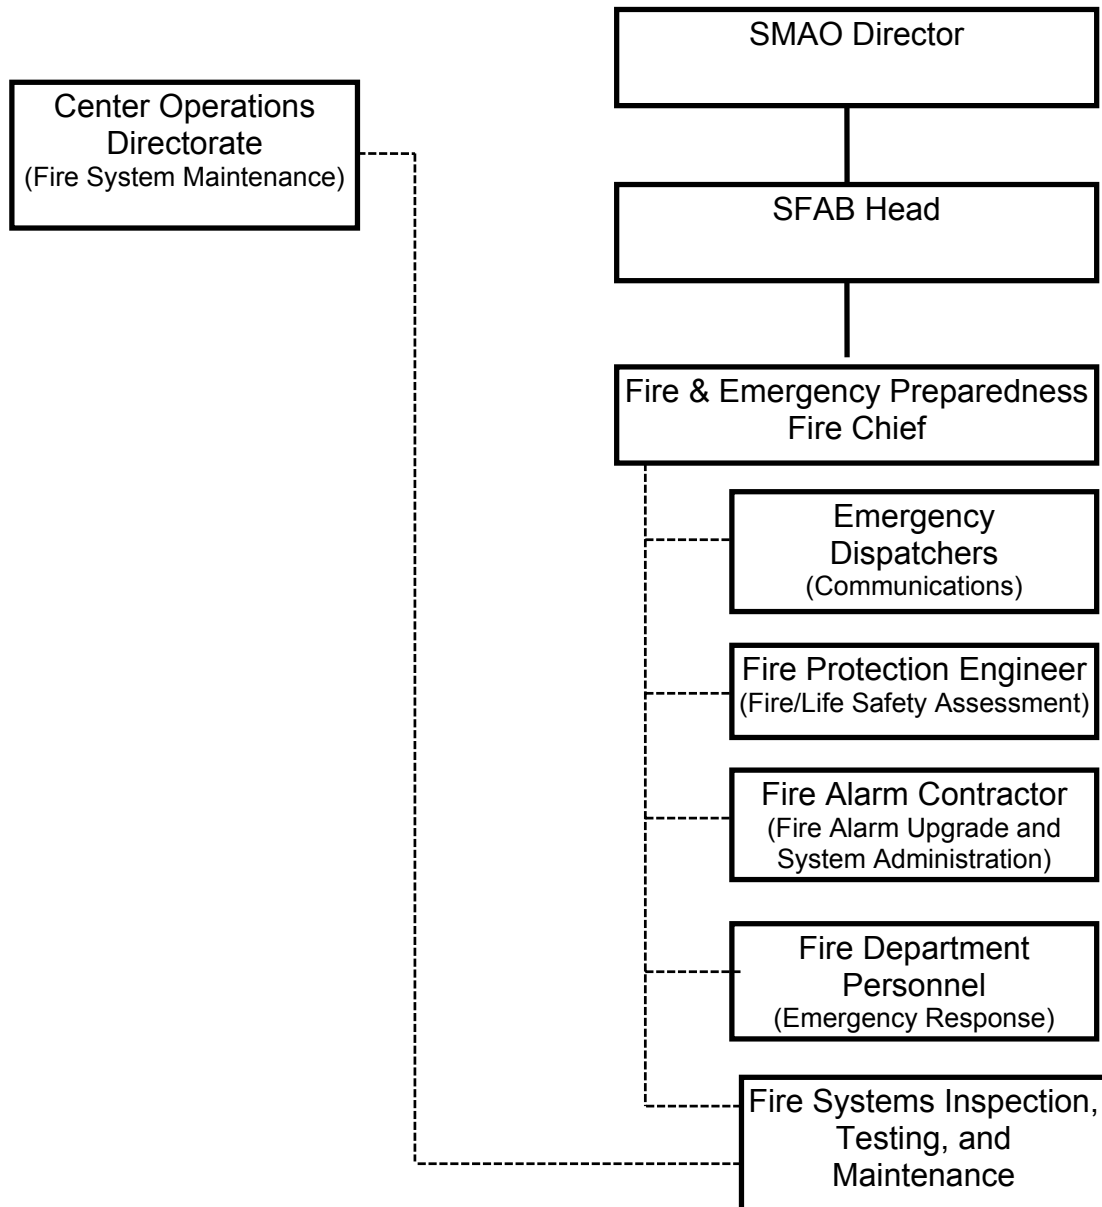 SMAO Director
Center Operations
Directorate
(Fire System Maintenance)
SFAB Head
Fire & Emergency Preparedness
Fire Chief
Emergency
Dispatchers
(Communications)
Fire Protection Engineer
(Fire/Life Safety Assessment)
Fire Alarm Contractor
(Fire Alarm Upgrade and
System Administration)
Fire Department
Personnel
(Emergency Response)
Fire Systems Inspection,
Testing, and
Maintenance